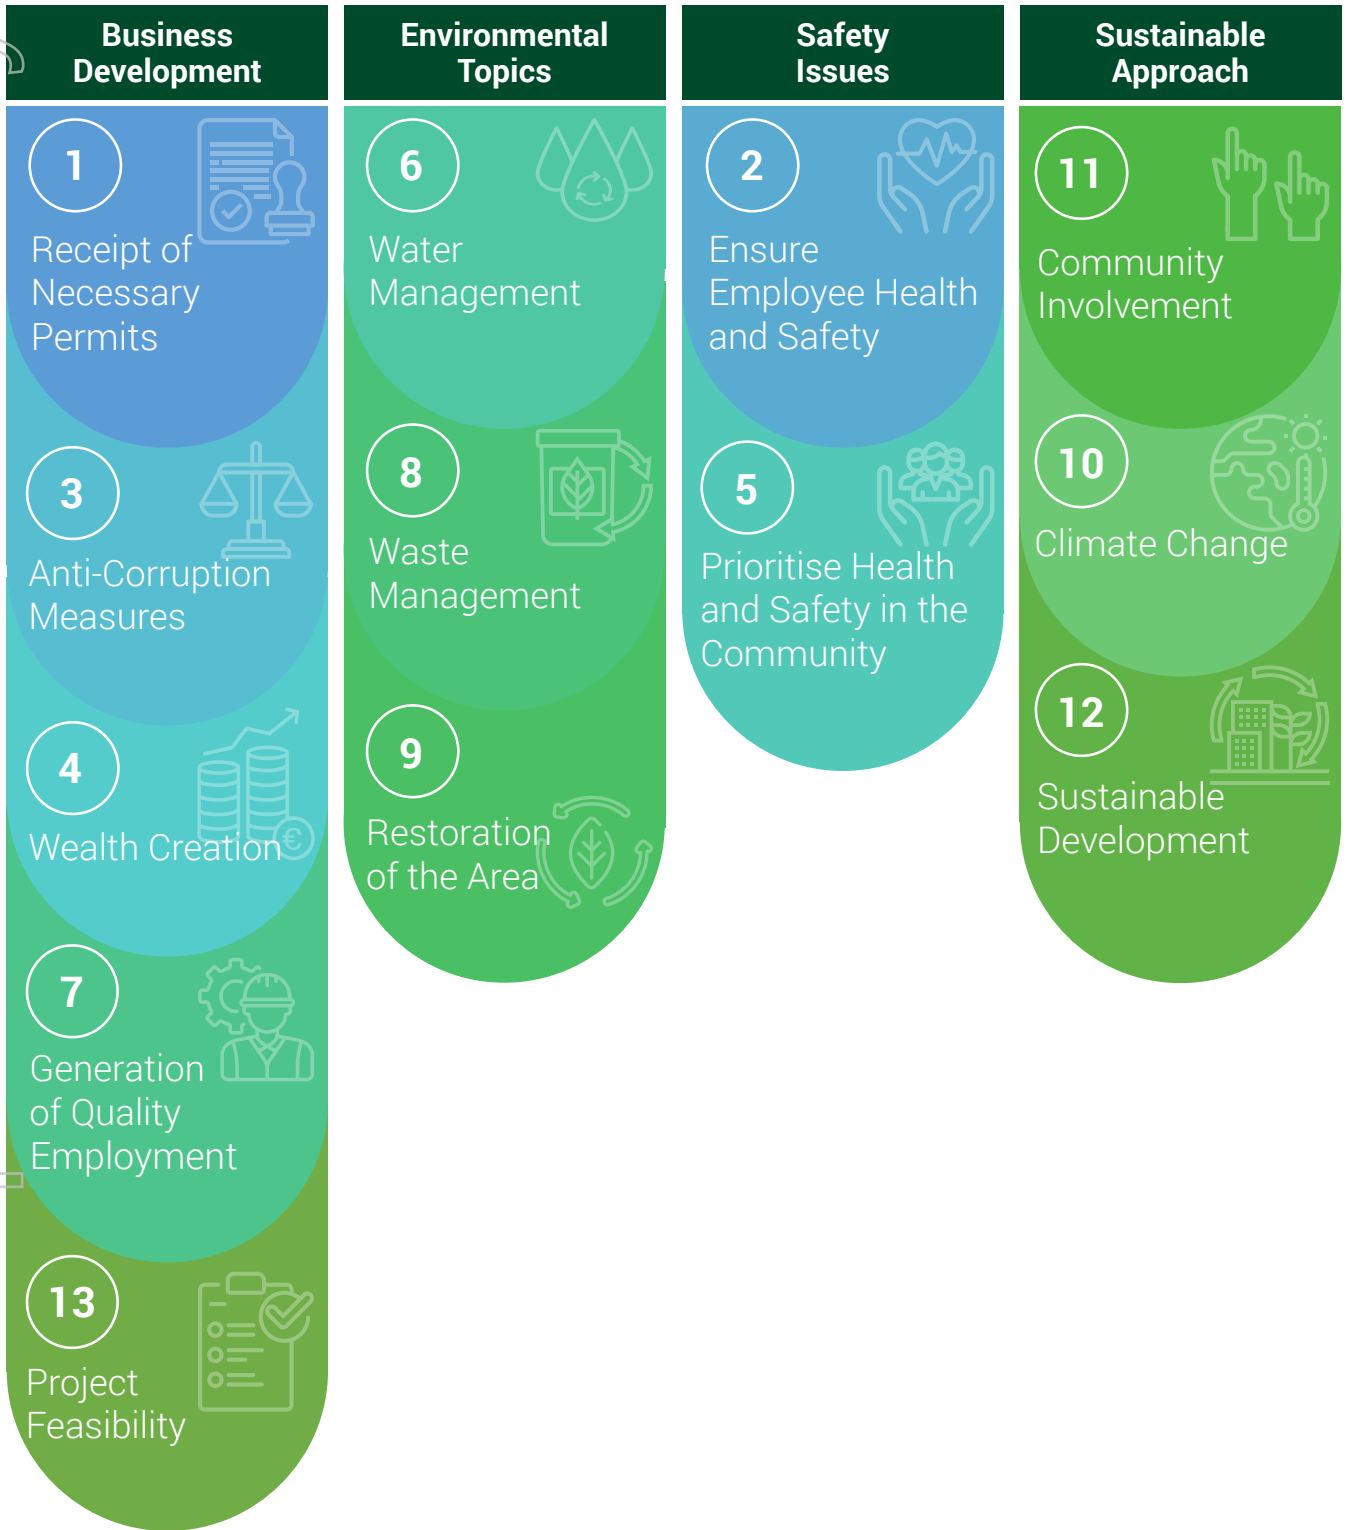 Business
Development
1
Receipt of
Necessary
Permits
3
Anti-Corruption
Measures
4
Wealth Creation
€
7
Generation
of Quality
Employment
13
Project
Feasibility
Environmental
Topics
6
Water
Management
8
Waste
Management
9
Restoration
of the Area
Safety
Issues
2
Ensure
Employee Health
and Safety
5
Prioritise Health
and Safety in the
Community
Sustainable
Approach
11
Community
Involvement
10
Climate Change
12
Sustainable
Development